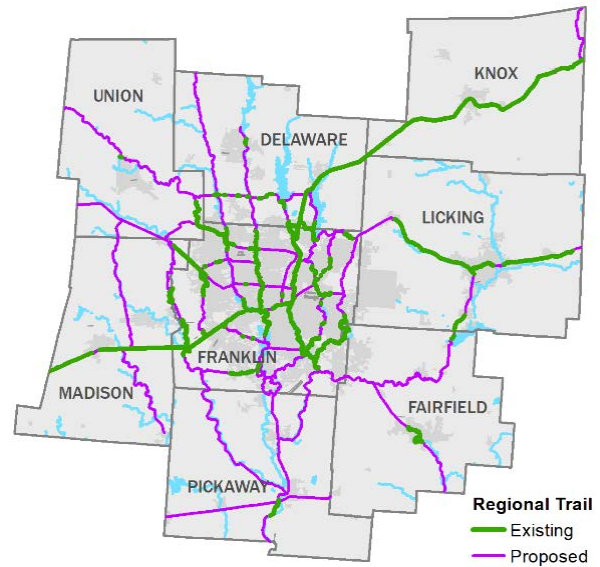 KNOX
UNION
DELAWARE
LICKING
FRANKLIN
MADISON
FAIRFIELD
PICKAWAY
Regional Trail
Existing
Proposed